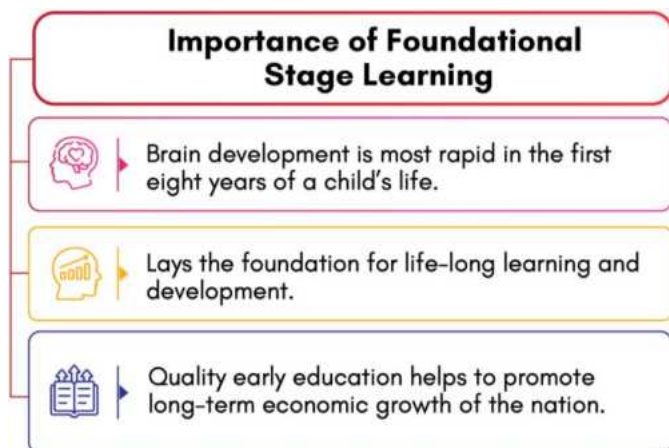 Importance of Foundational
Stage Learning
Brain development is most rapid in the first
eight years of a child's life.
Lays the foundation for life-long learning and
development.
Quality early education helps to promote
long-term economic growth of the nation.